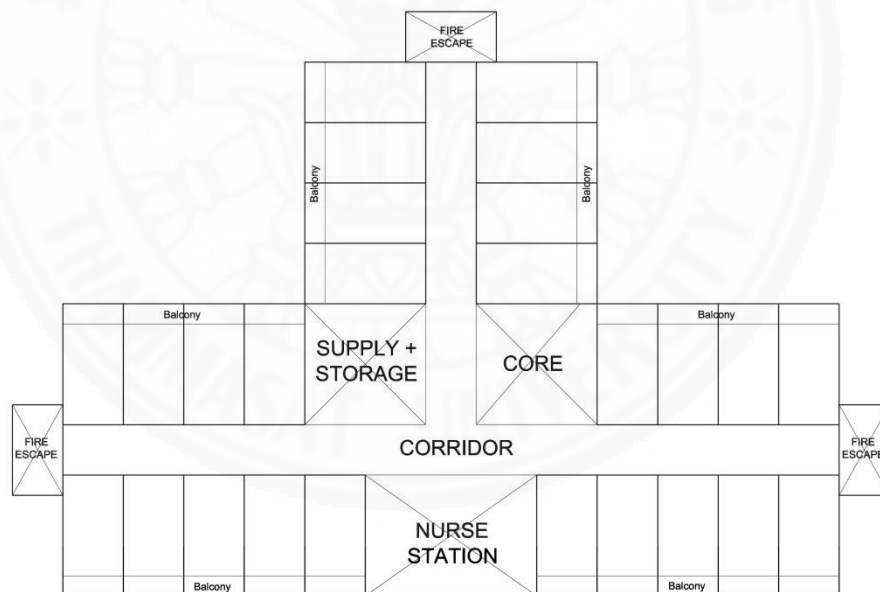 FIRE
ESCAPE
Balcony
Balcony
Balcony
Balcony
SUPPLY +
STORAGE
CORE
FIRE
ESCAPE
CORRIDOR
FIRE
ESCAPE
NURSE
STATION
Balcony
Balcony